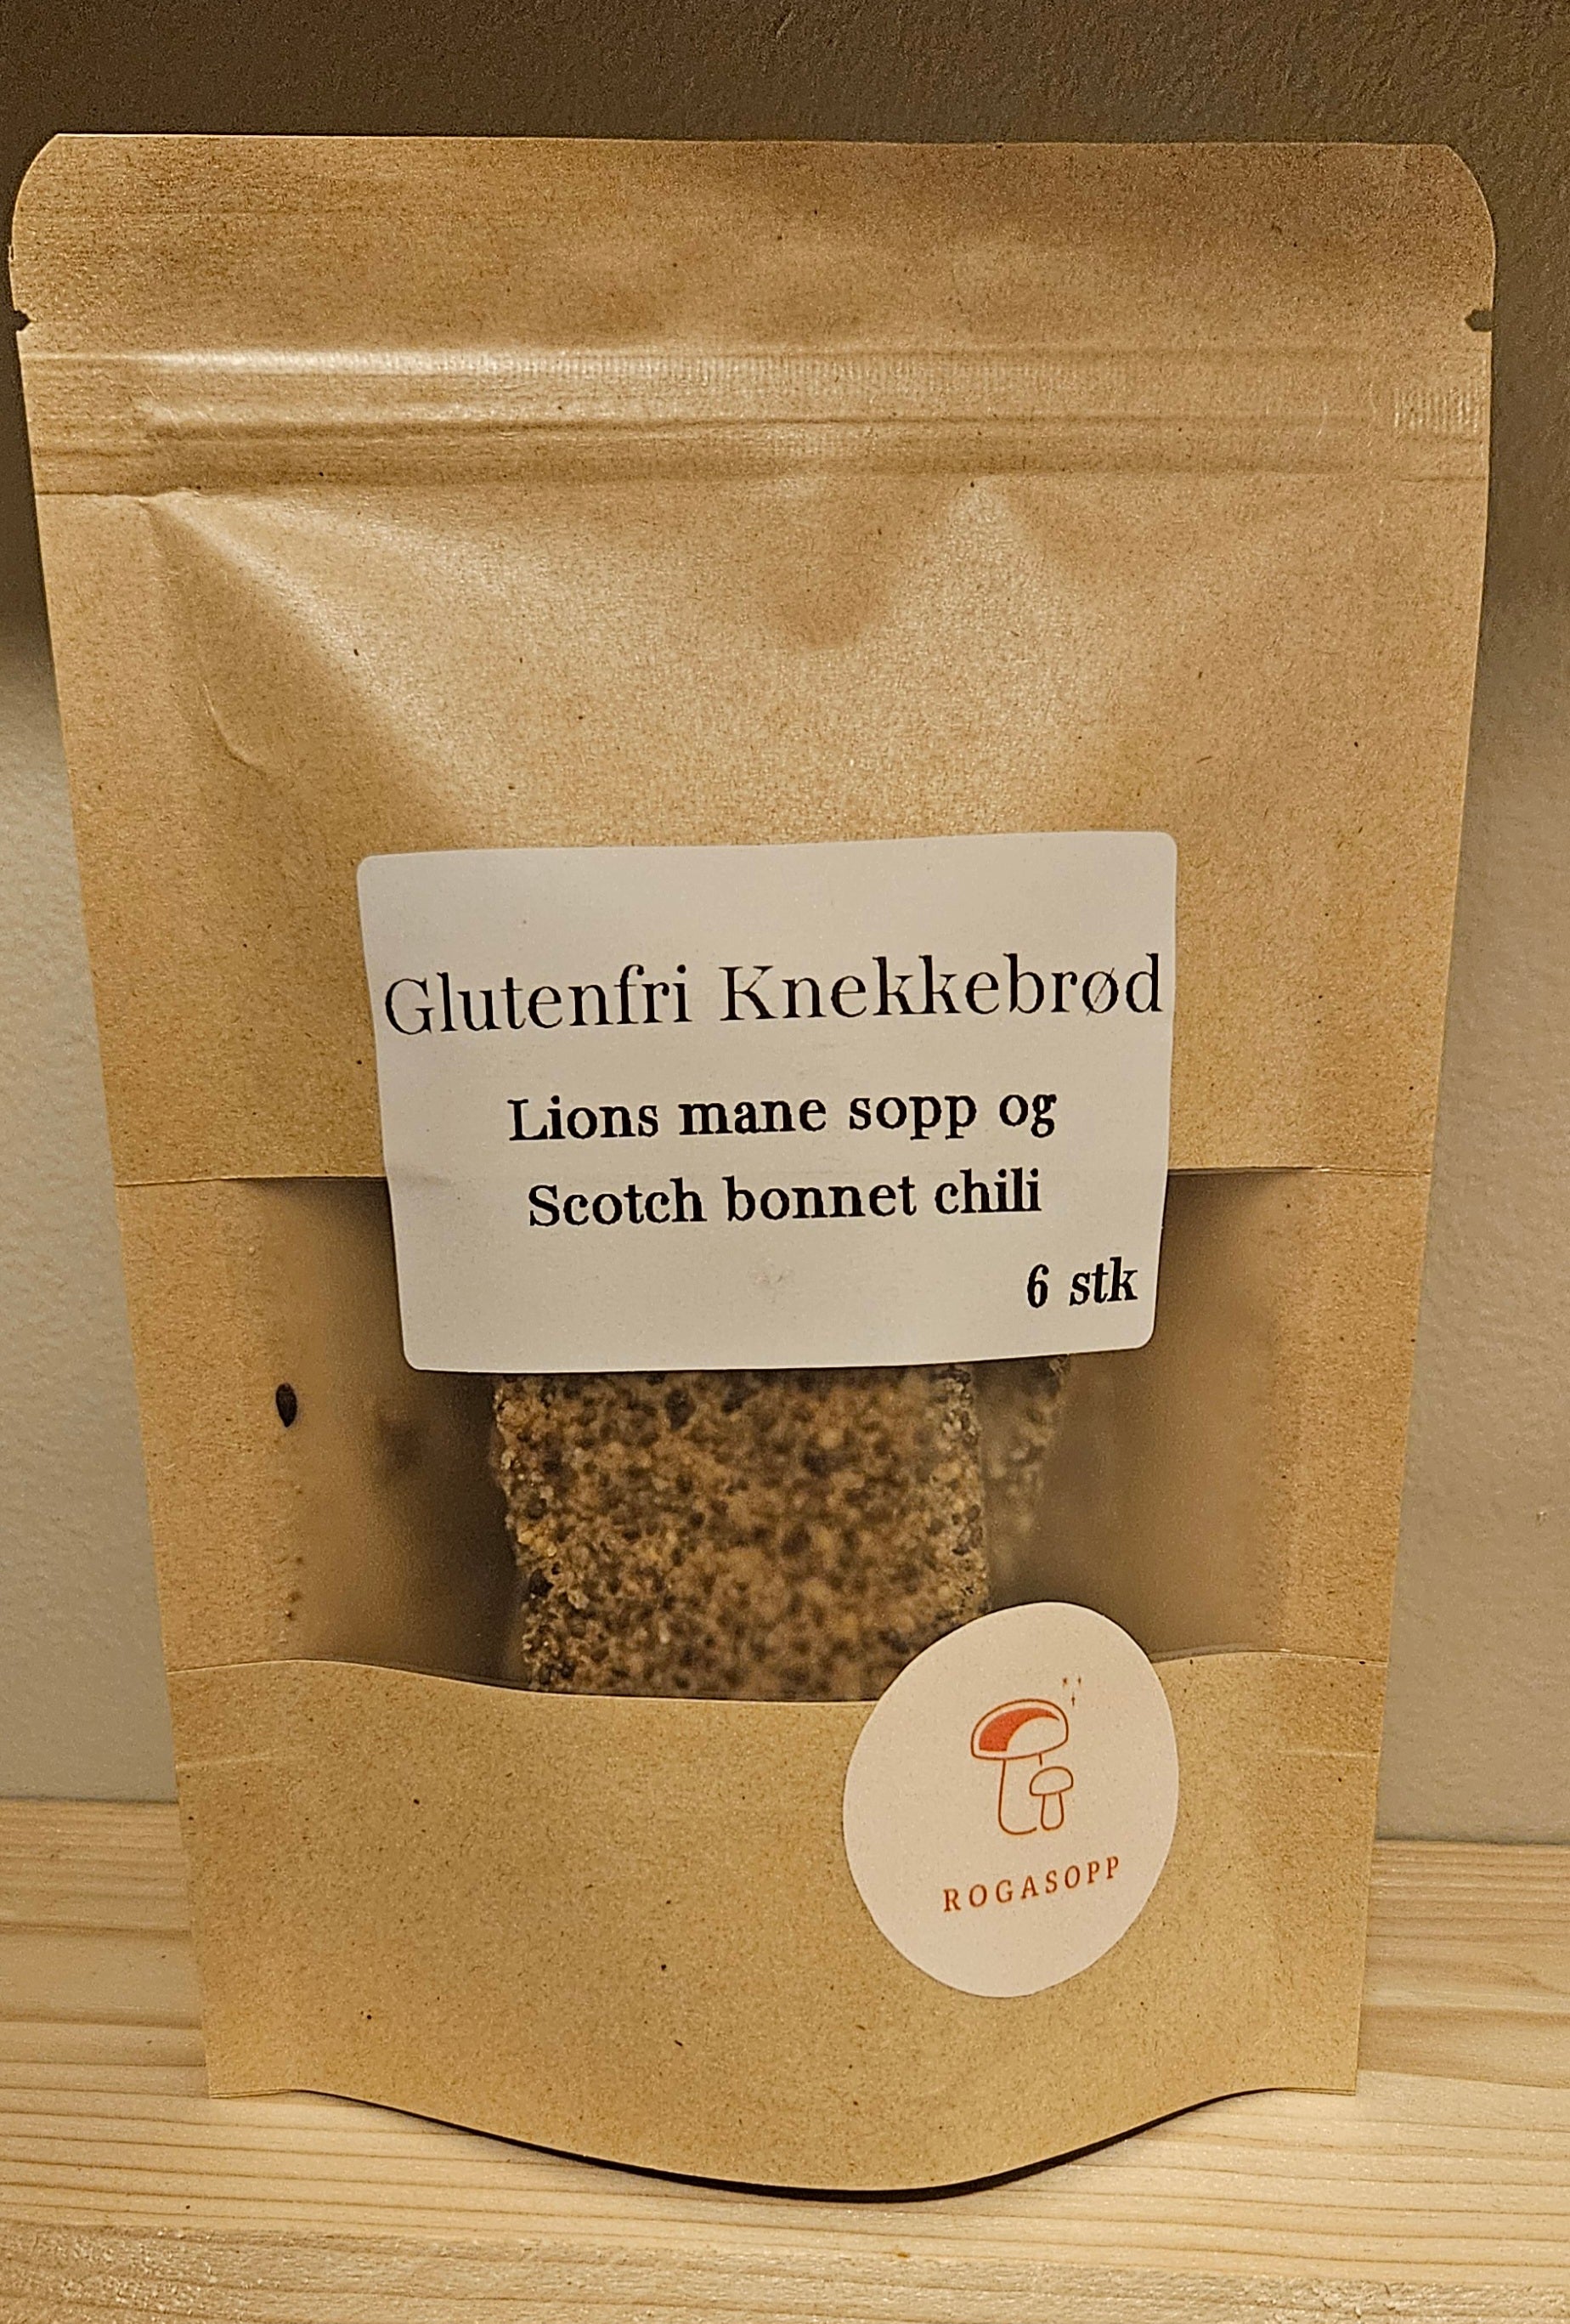 Glutenfri Knekkebrød
Lions mane sopp og
Scotch bonnet chili
6 stk
ROGASOPP